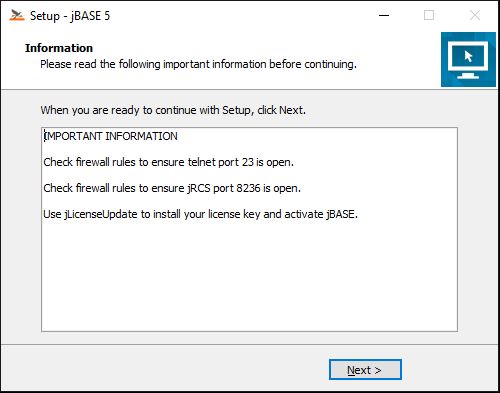 Setup - jBASE 5
Information
Please read the following important information before continuing.
When you are ready to continue with Setup, click Next.
IMPORTANT INFORMATION
Check firewall rules to ensure telnet port 23 is open.
Check firewall rules to ensure jRCS port 8236 is open.
Use jLicenseUpdate to install your license key and activate jBASE.
Next >